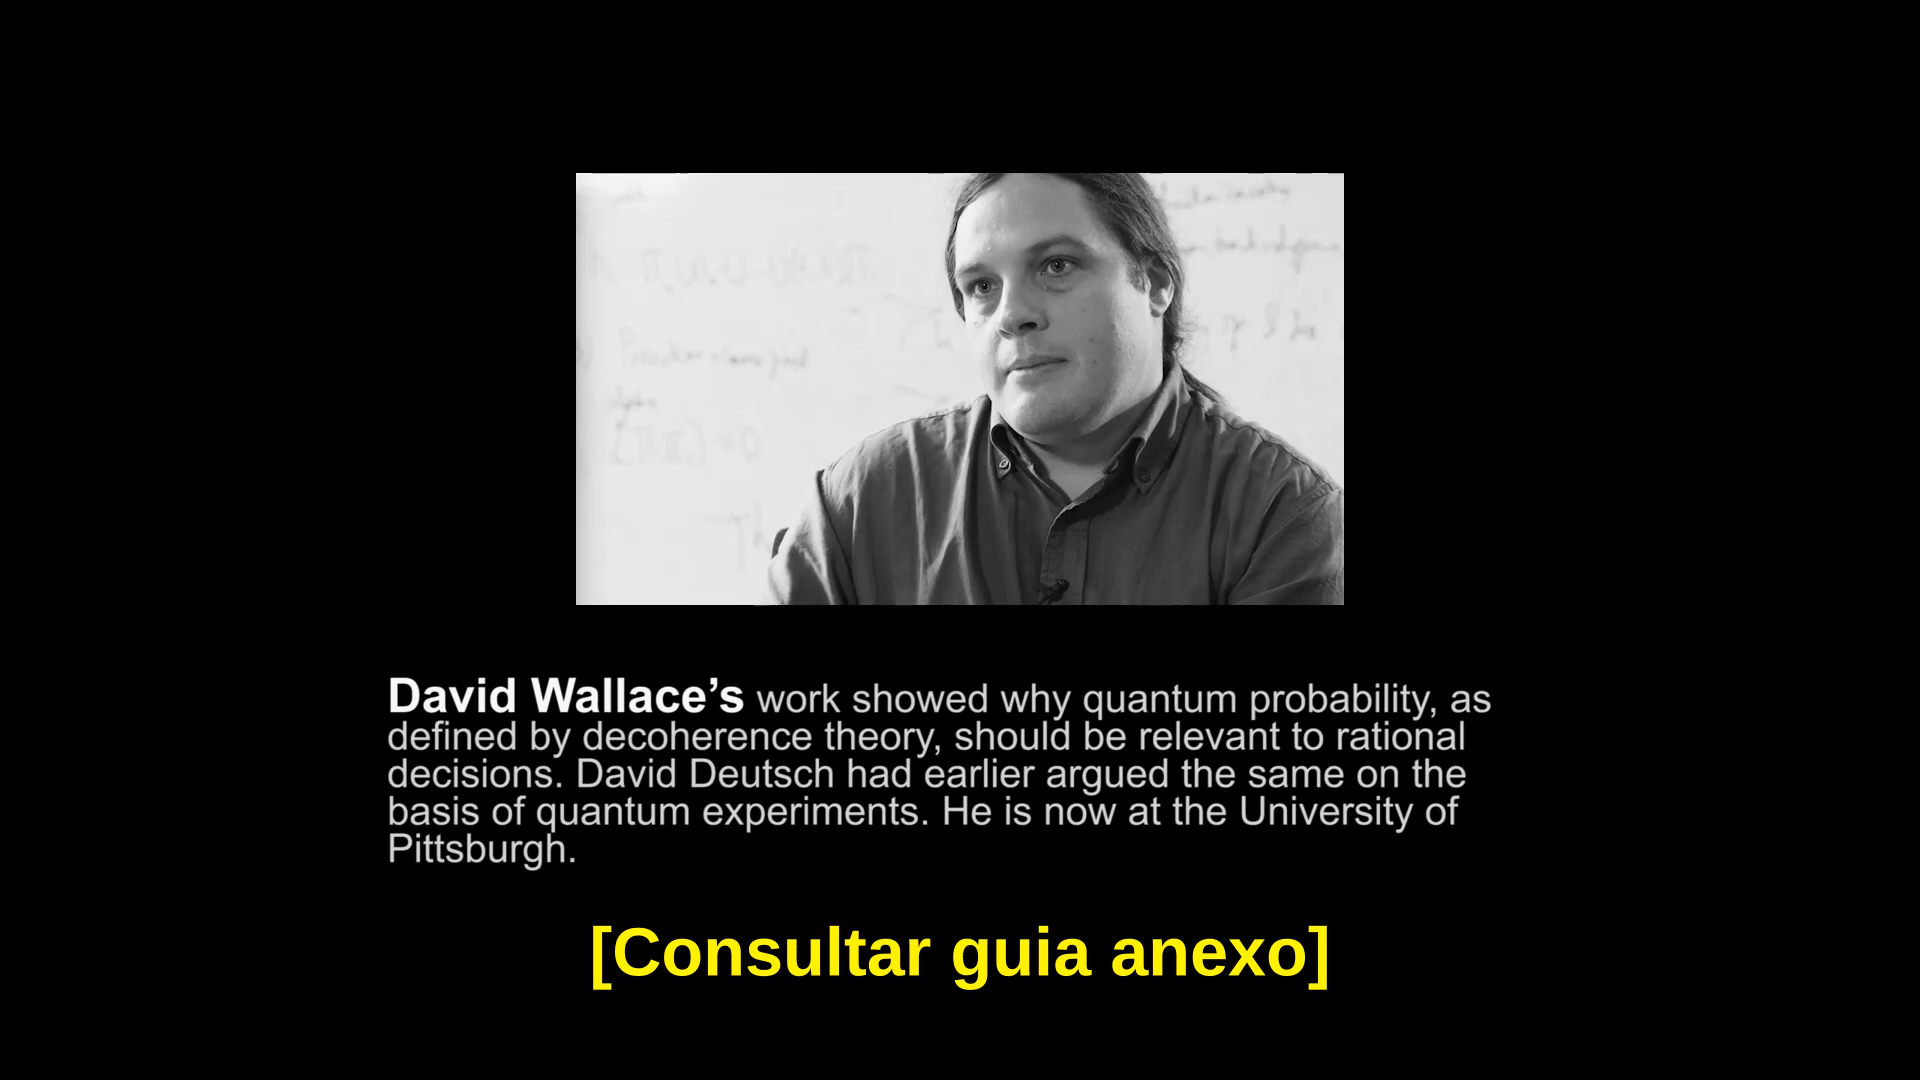 David Wallace’s work showed why quantum probability, as
defined by decoherence theory, should be relevant to rational
decisions. David Deutsch had earlier argued the same on the
basis of quantum experiments. He is now at the University of
Pittsburgh.
[Consultar guia anexo]